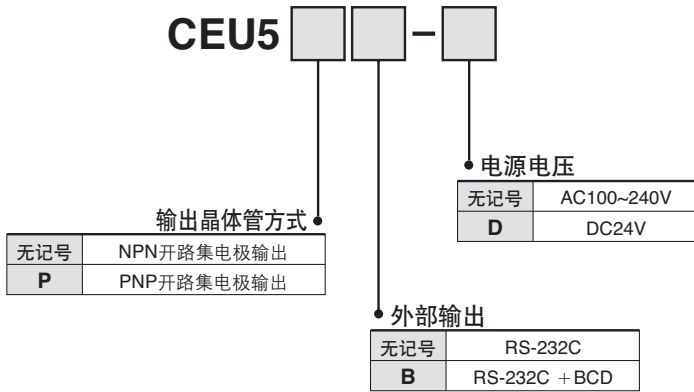 CEU5 –
电源电压
无记号 AC100~240V
D DC24V
输出晶体管方式
无记号 NPN开路集电极输出
P PNP开路集电极输出
外部输出
无记号 RS-232C
B RS-232C ＋BCD